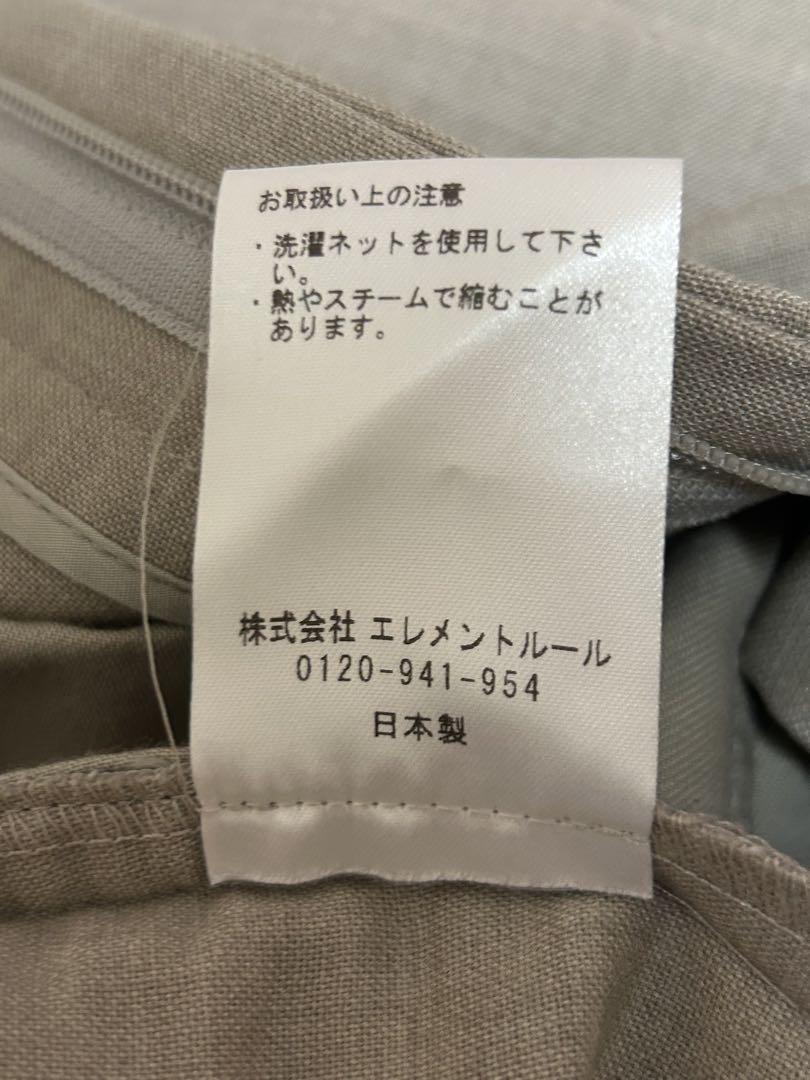 お取扱い上の注意
・洗濯ネットを使用して下さ
い。
・熱やスチームで縮むことが
あります。
株式会社 エレメントルール
0120-941-954
日本製